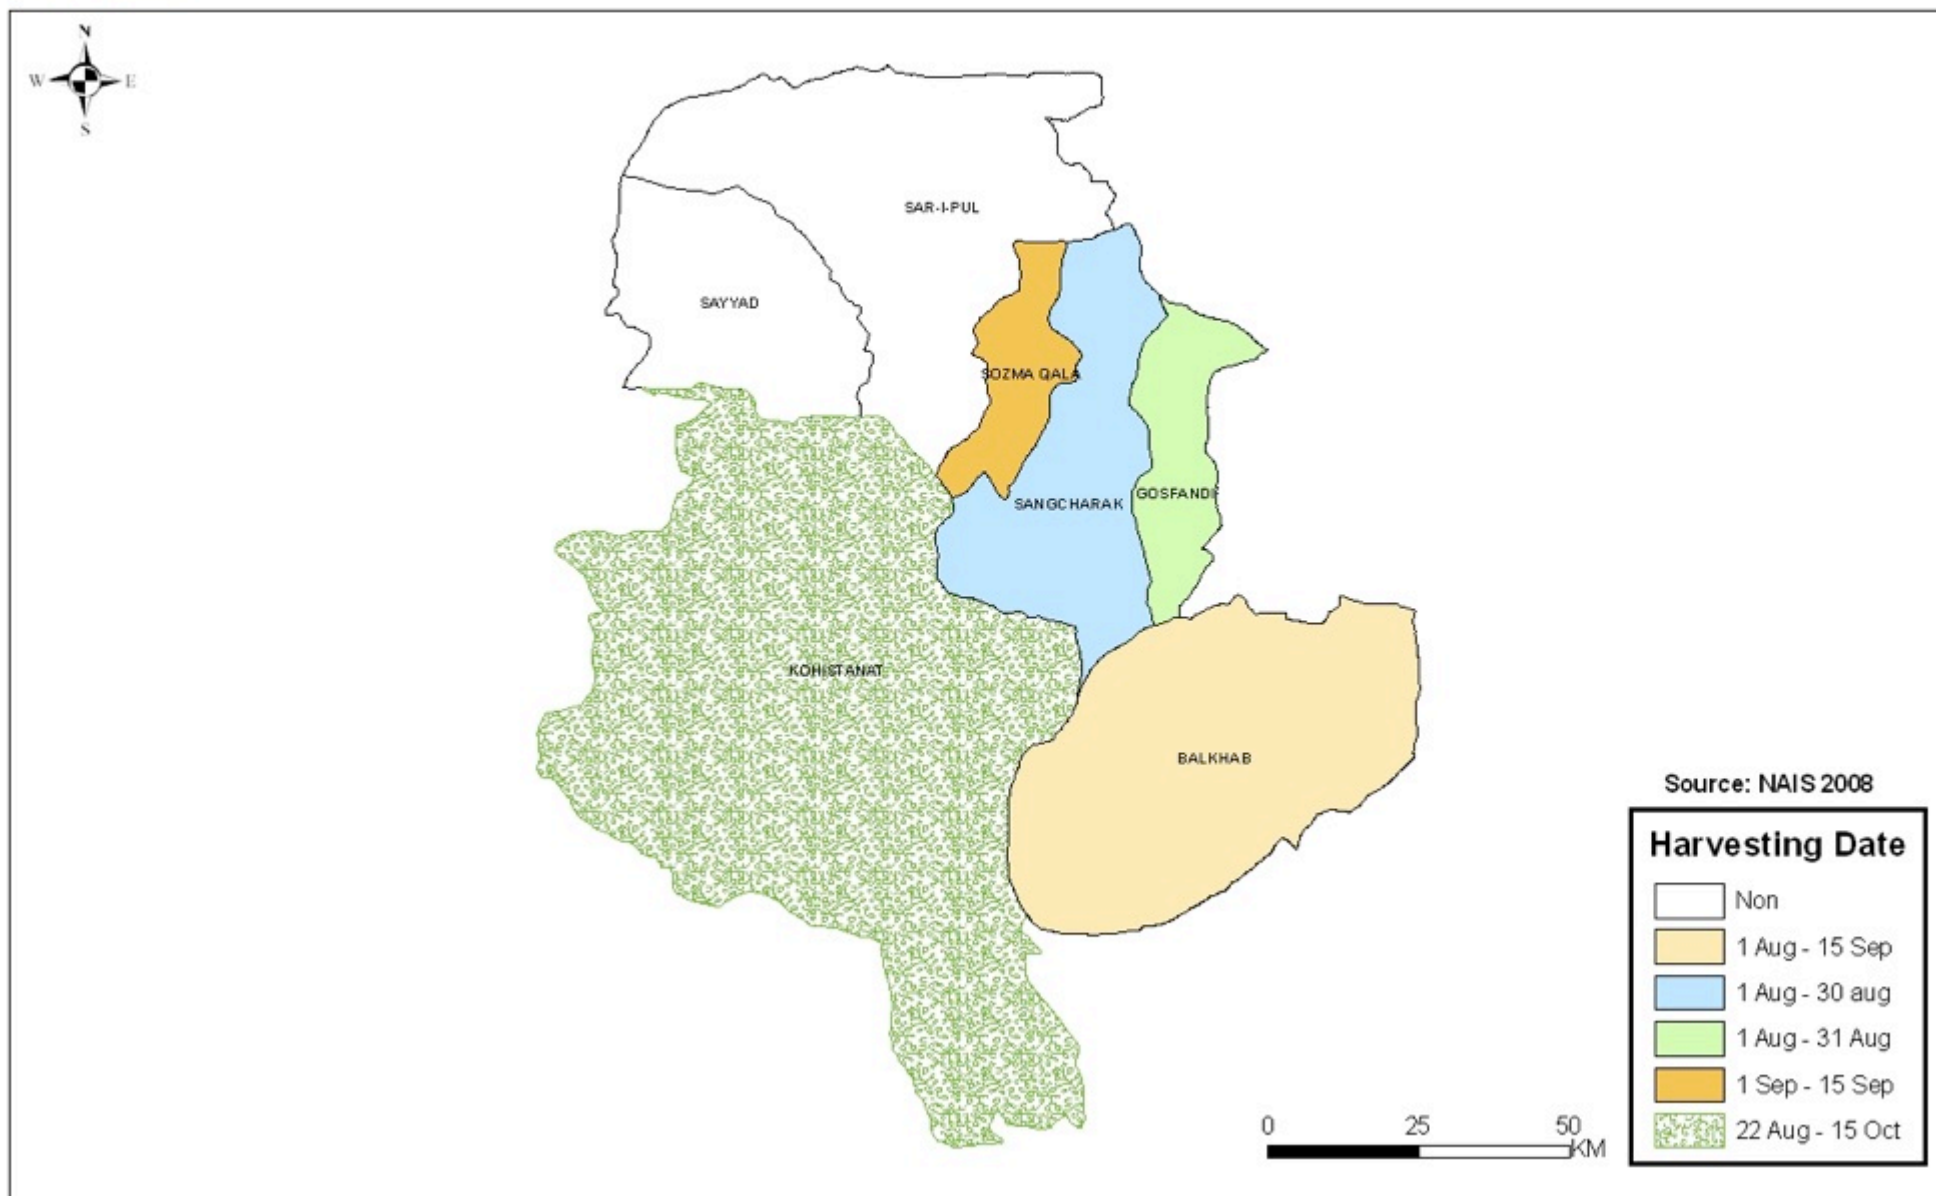 N
W E
S
SAR-I-PUL
SAYYAD
SOZMA QALA
GOSFANDI
SANGCHARAK
KOHISTANAT
BALKHAB
Source: NAIS 2008
Harvesting Date
Non
1 Aug - 15 Sep
1 Aug - 30 aug
1 Aug - 31 Aug
1 Sep - 15 Sep
22 Aug - 15 Oct
0 25 50
KM